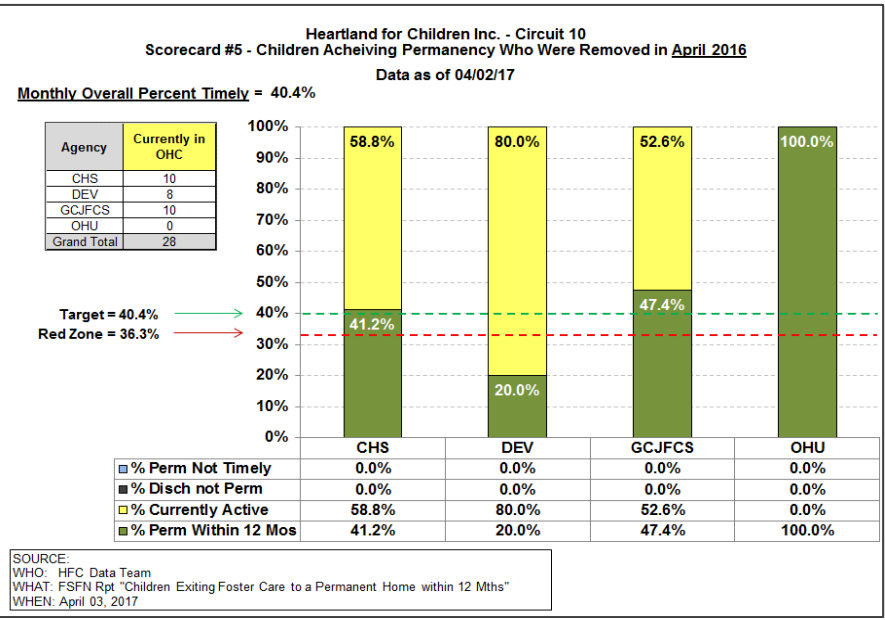 Heartland for Children Inc. - Circuit 10
Scorecard #5 - Children Acheiving Permanency Who Were Removed in April 2016
Data as of 04/02/17
Monthly Overall Percent Timely = 40.4%
Agency Currently in OHC
CHS 10
DEV 8
GCJFCS 10
OHU 0
Grand Total 28
Target = 40.4%
Red Zone = 36.3%
100%
90%
80%
70%
60%
50%
40%
30%
20%
10%
0%
58.8% 80.0% 52.6% 100.0%
41.2% 20.0% 47.4%
CHS DEV GCJFCS OHU
% Perm Not Timely 0.0% 0.0% 0.0% 0.0%
% Disch not Perm 0.0% 0.0% 0.0% 0.0%
% Currently Active 58.8% 80.0% 52.6% 0.0%
% Perm Within 12 Mos 41.2% 20.0% 47.4% 100.0%
SOURCE:
WHO: HFC Data Team
WHAT: FSFN Rpt "Children Exiting Foster Care to a Permanent Home within 12 Mths"
WHEN: April 03, 2017